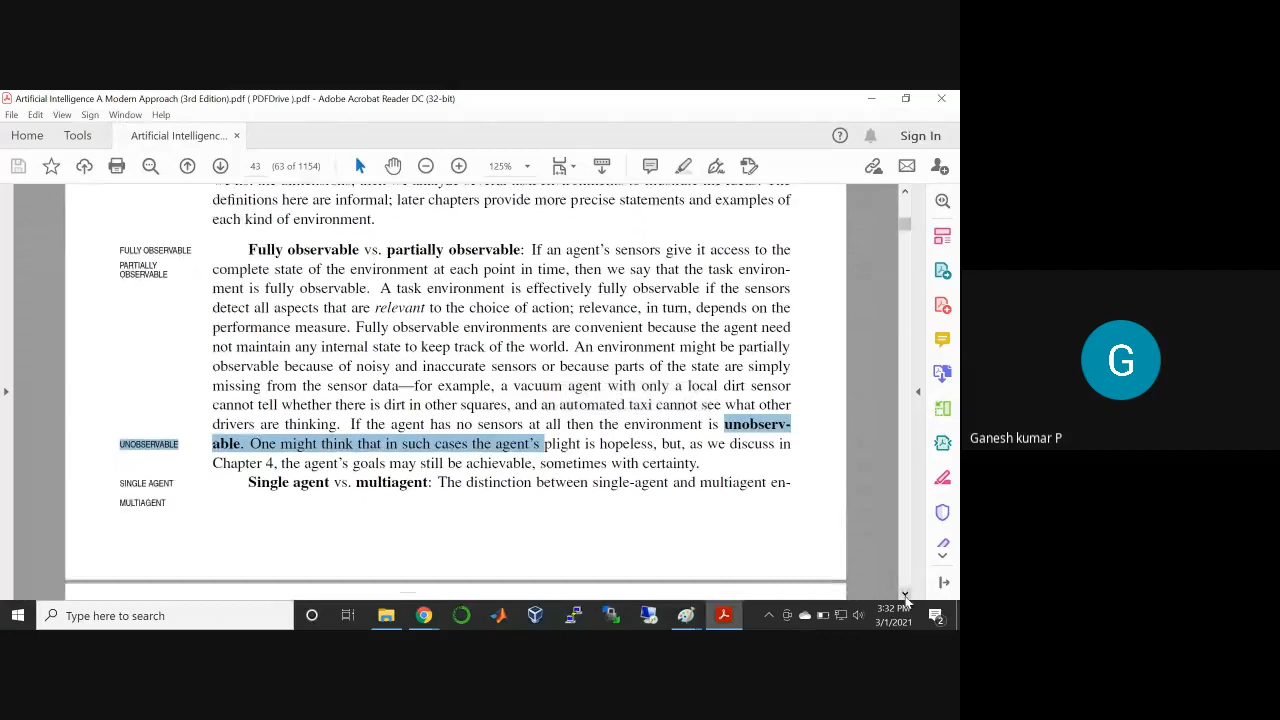 Artificial Intelligence A Modern Approach (3rd Edition).pdf ( PDFDrive ).pdf - Adobe Acrobat Reader DC (32-bit)
File Edit View Sign Window Help
Home Tools Artificial Intelligenc... × Sign In
43 (63 of 1154) 125%
definitions here are informal; later chapters provide more precise statements and examples of
each kind of environment.
FULLY OBSERVABLE
PARTIALLY
OBSERVABLE
Fully observable vs. partially observable: If an agent's sensors give it access to the
complete state of the environment at each point in time, then we say that the task environ-
ment is fully observable. A task environment is effectively fully observable if the sensors
detect all aspects that are relevant to the choice of action; relevance, in turn, depends on the
performance measure. Fully observable environments are convenient because the agent need
not maintain any internal state to keep track of the world. An environment might be partially
observable because of noisy and inaccurate sensors or because parts of the state are simply
missing from the sensor data—for example, a vacuum agent with only a local dirt sensor
cannot tell whether there is dirt in other squares, and an automated taxi cannot see what other
drivers are thinking. If the agent has no sensors at all then the environment is unobserv-
UNOBSERVABLE
able. One might think that in such cases the agent's plight is hopeless, but, as we discuss in
Chapter 4, the agent's goals may still be achievable, sometimes with certainty.
SINGLE AGENT
Single agent vs. multiagent: The distinction between single-agent and multiagent en-
MULTIAGENT
Type here to search
3:32 PM
3/1/2021
2
G
Ganesh kumar P